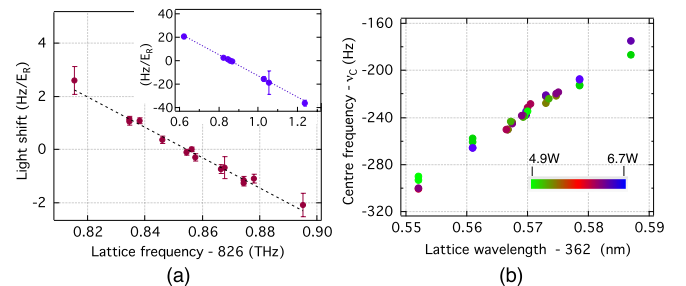 4
2
0
-2
Light shift (Hz/E_R)
0.82 0.84 0.86 0.88 0.90
Lattice frequency - 826 (THz)
40
20
0
-20
-40
(Hz/E_R)
0.6 0.8 1.0 1.2
(a)
-160
-200
-240
-280
-320
Centre frequency - ν_C (Hz)
4.9W 6.7W
0.55 0.56 0.57 0.58 0.59
Lattice wavelength - 362 (nm)
(b)